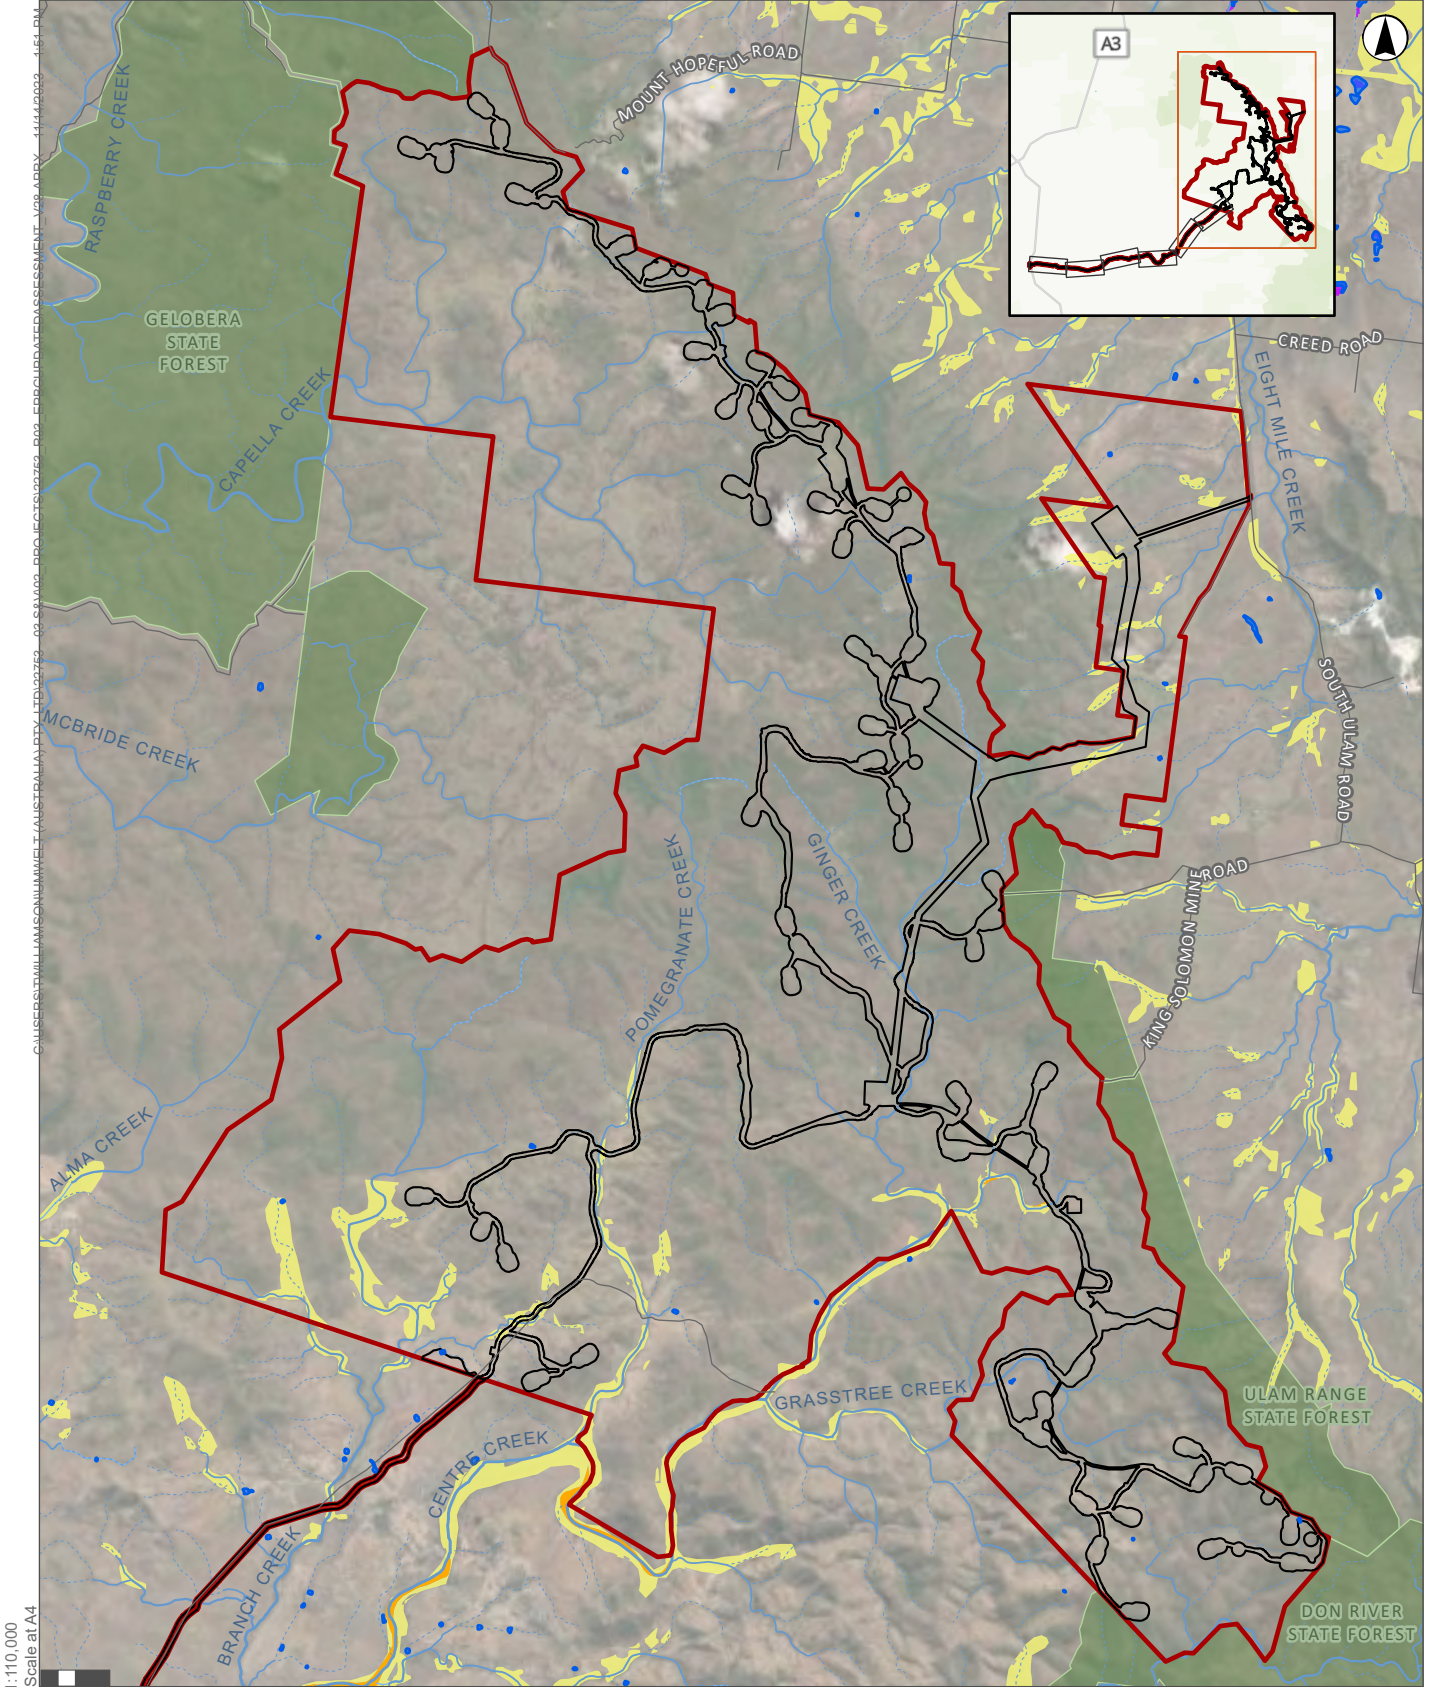 A3
MOUNT HOPEFUL ROAD
RASPBERRY CREEK
GELOBERA
STATE
FOREST
CREED ROAD
EIGHT MILE CREEK
CAPELLA CREEK
SOUTH ULAM ROAD
MCBRIDE CREEK
POMEGRANATE CREEK
GINGER CREEK
KING SOLOMON MINE ROAD
ALMA CREEK
GRASSTREE CREEK
ULAM RANGE
STATE FOREST
CENTRE CREEK
BRANCH CREEK
DON RIVER
STATE FOREST
1:110,000
Scale at A4